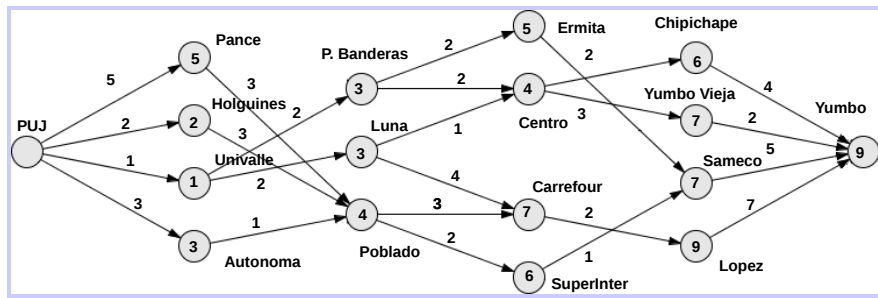 Chipichape
Ermita
Pance
2
5
2
P. Banderas
6
5
5
3
2
4
4
Holguines
3
Yumbo Vieja
Yumbo
2
Luna
Centro
3
7
2
PUJ
2
3
1
5
1
Univalle
3
Sameco
9
1
2
4
Carrefour
7
3
4
3
7
2
7
1
2
3
Poblado
9
Autonoma
1
Lopez
6
SuperInter